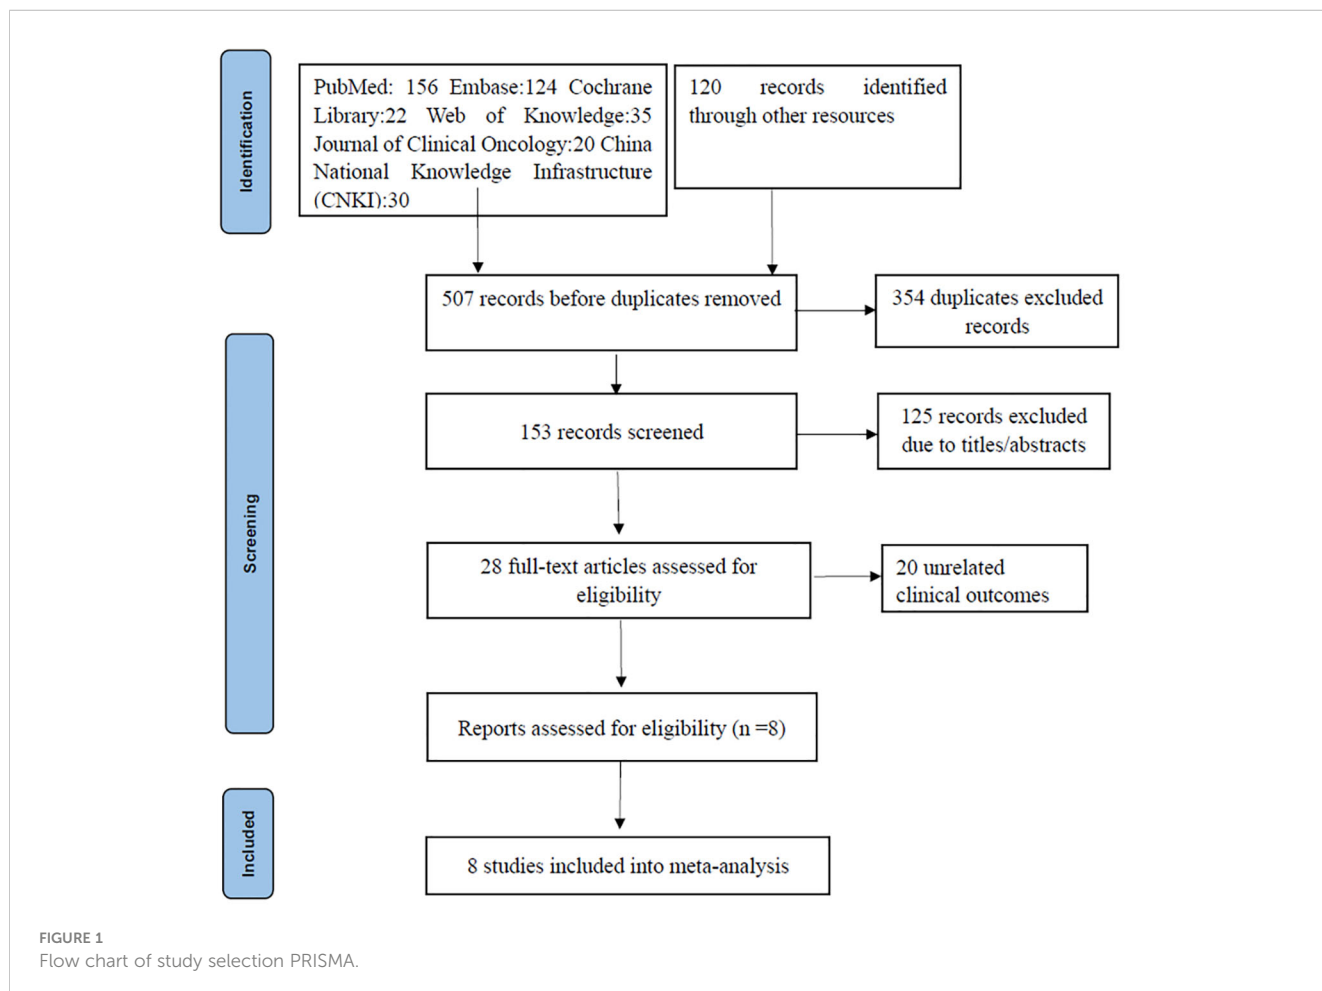 Identification
PubMed: 156 Embase:124 Cochrane
Library:22 Web of Knowledge:35
Journal of Clinical Oncology:20 China
National Knowledge Infrastructure
(CNKI):30
120 records identified
through other resources
507 records before duplicates removed
354 duplicates excluded
records
Screening
153 records screened
125 records excluded
due to titles/abstracts
28 full-text articles assessed for
eligibility
20 unrelated
clinical outcomes
Reports assessed for eligibility (n =8)
Included
8 studies included into meta-analysis
FIGURE 1
Flow chart of study selection PRISMA.